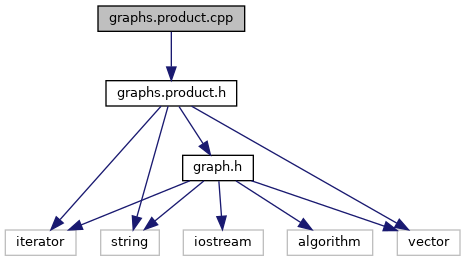 graphs.product.cpp
graphs.product.h
graph.h
iterator
string
iostream
algorithm
vector